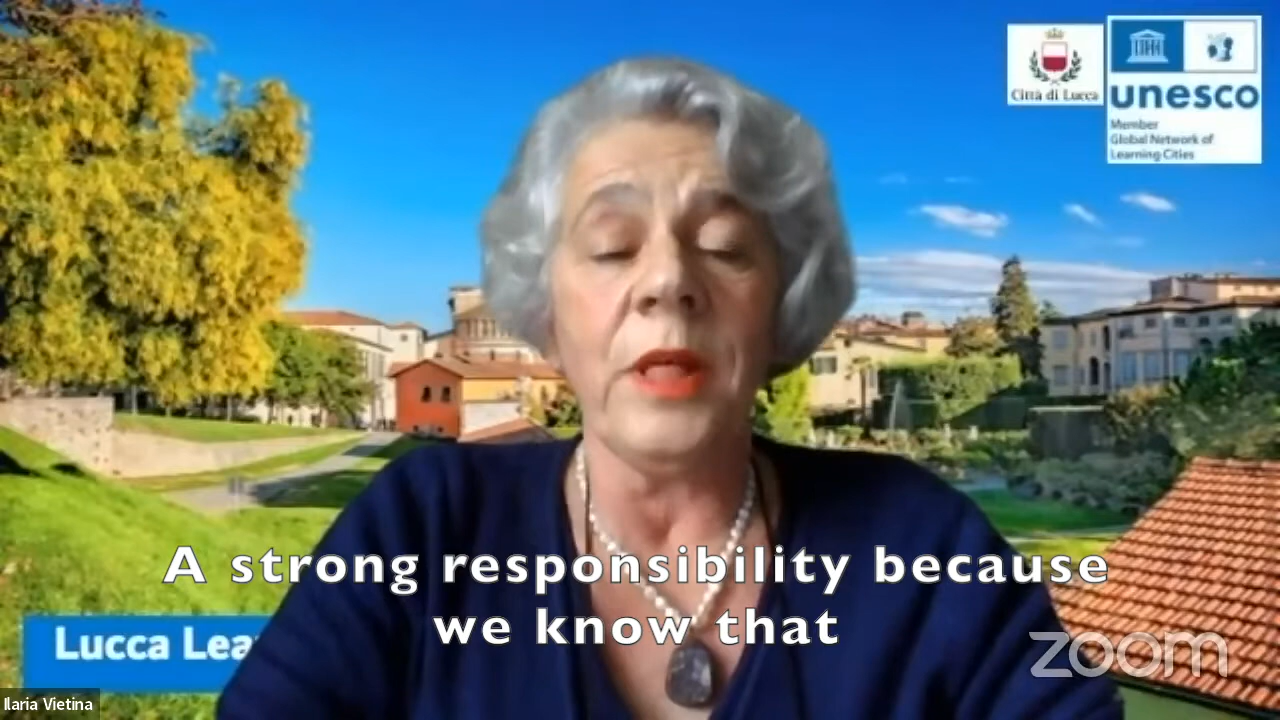 Città di Lucca
unesco
Member
Global Network of
Learning Cities
A strong responsibility because
we know that
Lucca Lea
zoom
Ilaria Vietina